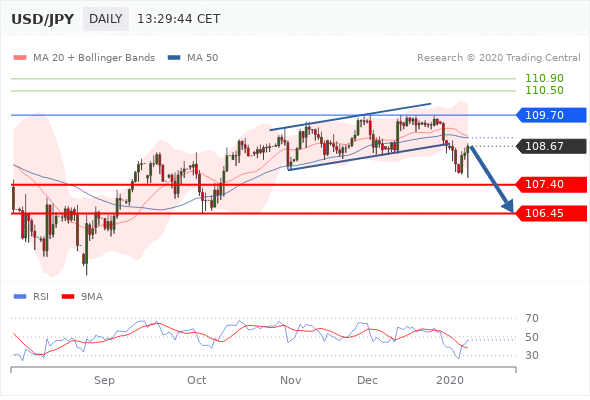 USD/JPY DAILY 13:29:44 CET
MA 20 + Bollinger Bands MA 50 Research © 2020 Trading Central
110.90
110.50
109.70
108.67
107.40
106.45
RSI 9MA
70
50
30
Sep Oct Nov Dec 2020